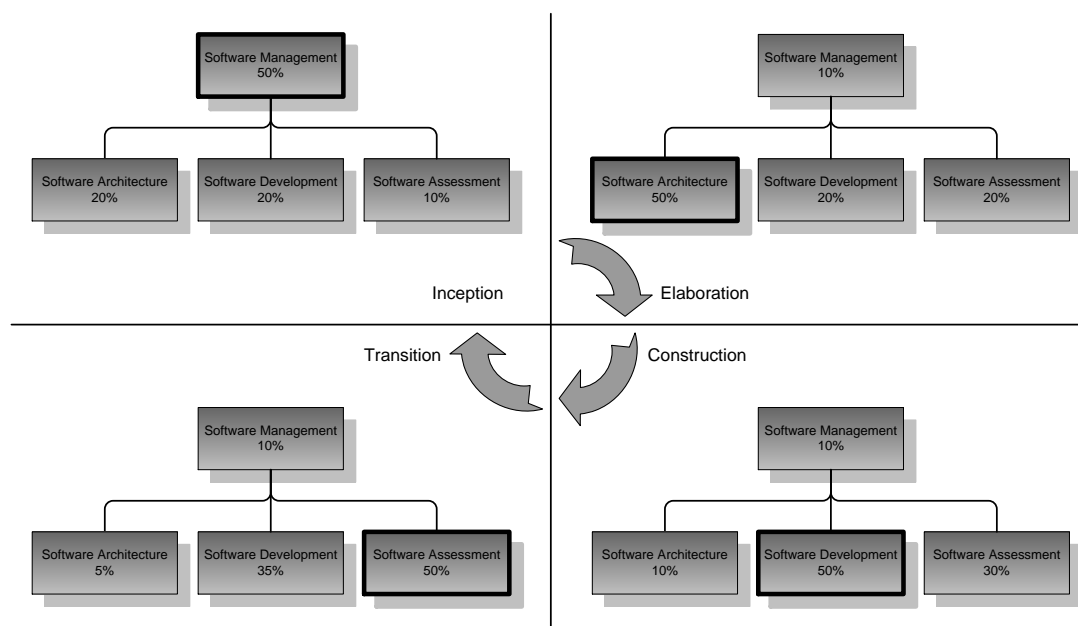 Software Management
50%
Software Architecture
20%
Software Development
20%
Software Assessment
10%
Inception
Software Management
10%
Software Architecture
50%
Software Development
20%
Software Assessment
20%
Elaboration
Transition
Software Management
10%
Software Architecture
5%
Software Development
35%
Software Assessment
50%
Construction
Software Management
10%
Software Architecture
10%
Software Development
50%
Software Assessment
30%